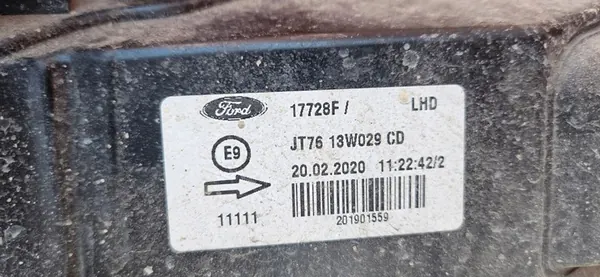 Ford 17728F / LHD
E9 JT76 13W029 CD
20.02.2020 11:22:42/2
11111 201901559